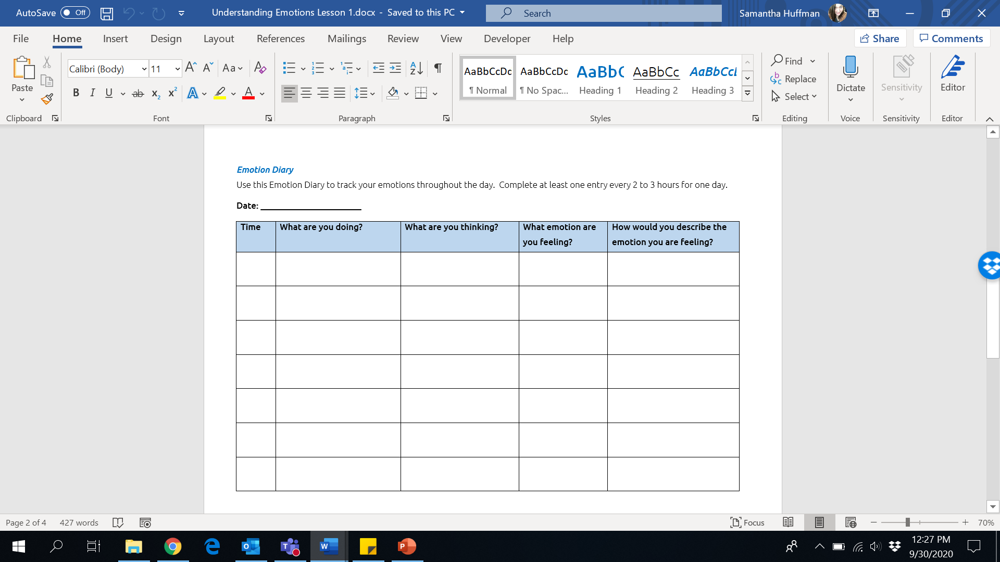 AutoSave Off Understanding Emotions Lesson 1.docx - Saved to this PC Search Samantha Huffman
File Home Insert Design Layout References Mailings Review View Developer Help Share Comments
Paste
Clipboard
Calibri (Body) 11 Aa
B I U ab x₂ x² A A
Font
Paragraph
AaBbCcDc AaBbCcDc AaBbC AaBbCc AaBbCcL
¶ Normal ¶ No Spac... Heading 1 Heading 2 Heading 3
Styles
Find
Replace
Select
Editing
Dictate
Voice
Sensitivity
Sensitivity
Editor
Editor
Emotion Diary
Use this Emotion Diary to track your emotions throughout the day. Complete at least one entry every 2 to 3 hours for one day.
Date: ____________________
Time What are you doing? What are you thinking? What emotion are you feeling? How would you describe the emotion you are feeling?
Page 2 of 4 427 words Focus 70%
12:27 PM
9/30/2020